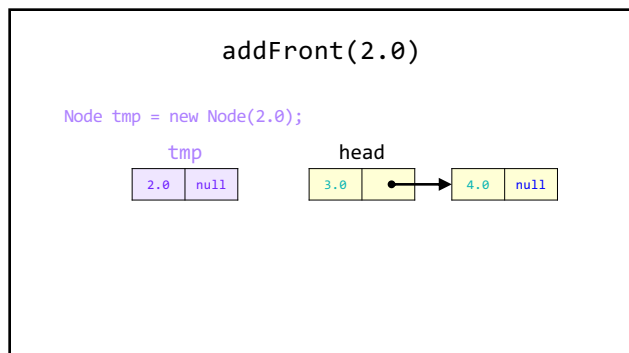 addFront(2.0)
Node tmp = new Node(2.0);
tmp head
2.0 null 3.0 4.0 null